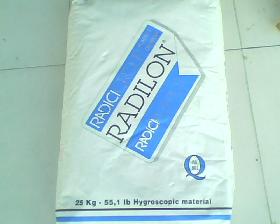 RADICI
RADILON®
RADICI
Q
25 Kg - 55,1 lb Hygroscopic material